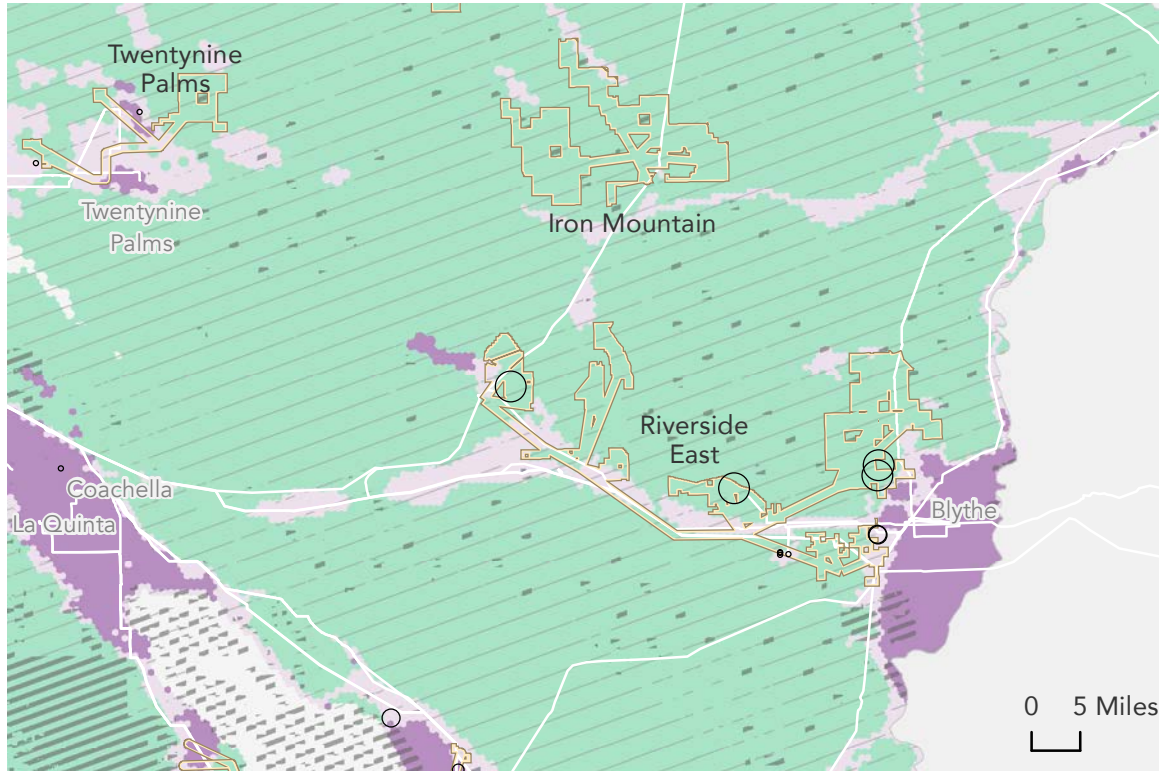 Twentynine
Palms
Twentynine
Palms
Iron Mountain
Riverside
East
Coachella
La Quinta
Blythe
0 5 Miles